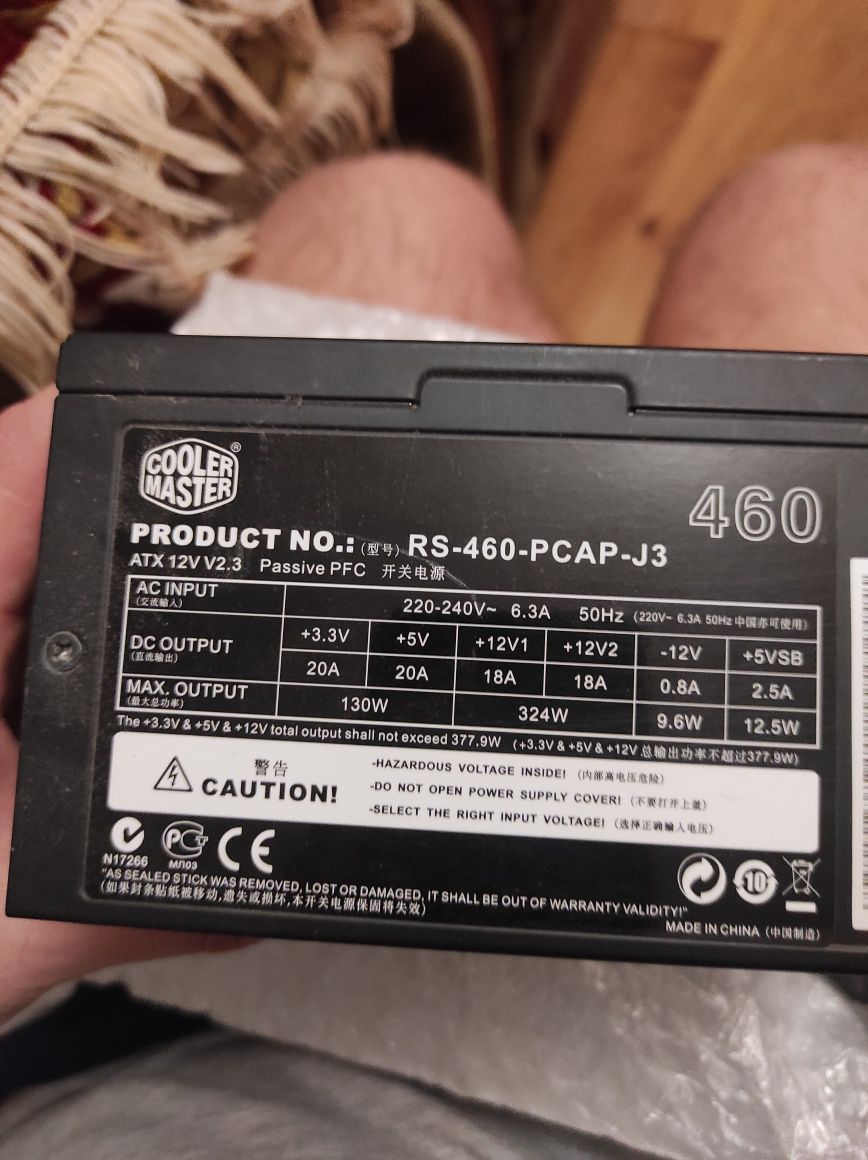 COOLER MASTER ®
460
PRODUCT NO.: (型号) RS-460-PCAP-J3
ATX 12V V2.3 Passive PFC 开关电源
AC INPUT (交流输入) 220-240V~ 6.3A 50Hz (220V~ 6.3A 50Hz 中国亦可使用)
DC OUTPUT (直流输出) +3.3V +5V +12V1 +12V2 -12V +5VSB
20A 20A 18A 18A 0.8A 2.5A
MAX. OUTPUT (最大总功率) 130W 324W 9.6W 12.5W
The +3.3V & +5V & +12V total output shall not exceed 377.9W (+3.3V & +5V & +12V 总输出功率不超过377.9W)
警告
CAUTION!
-HAZARDOUS VOLTAGE INSIDE! (内部高电压危险)
-DO NOT OPEN POWER SUPPLY COVER! (不要打开上盖)
-SELECT THE RIGHT INPUT VOLTAGE! (选择正确输入电压)
N17266
МЛ03
CE
10
"AS SEALED STICK WAS REMOVED, LOST OR DAMAGED, IT SHALL BE OUT OF WARRANTY VALIDITY!"
(如果封条贴纸被移动,遗失或损坏,本开关电源保固将失效)
MADE IN CHINA (中国制造)